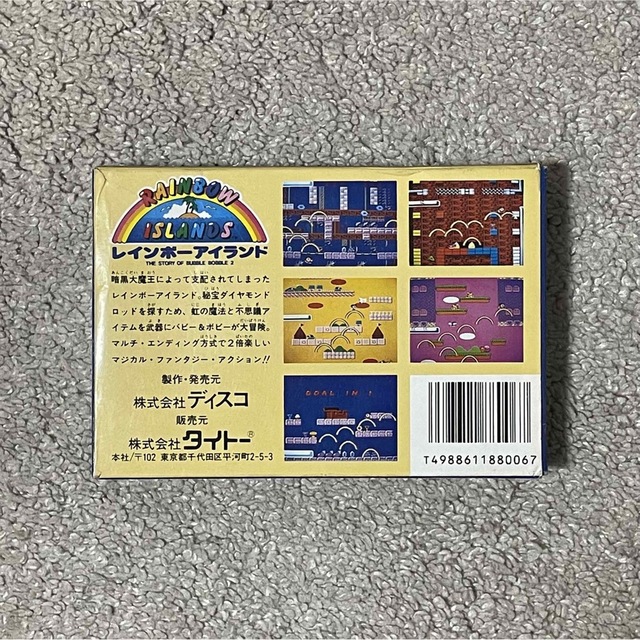 RAINBOW
ISLANDS
レインボーアイランド
THE STORY OF BUBBLE BOBBLE 2
暗黒大魔王によって支配されてしまった
レインボーアイランド。秘宝ダイヤモンド
ロッドを探すため、虹の魔法と不思議ア
イテムを武器にバビー&ボビーが大冒険。
マルチ・エンディング方式で2倍楽しい
マジカル・ファンタジー・アクション!!
製作・発売元
株式会社ディスコ
販売元
株式会社タイトー®
本社/〒102 東京都千代田区平河町2-5-3
GOAL IN !
T4988611880067